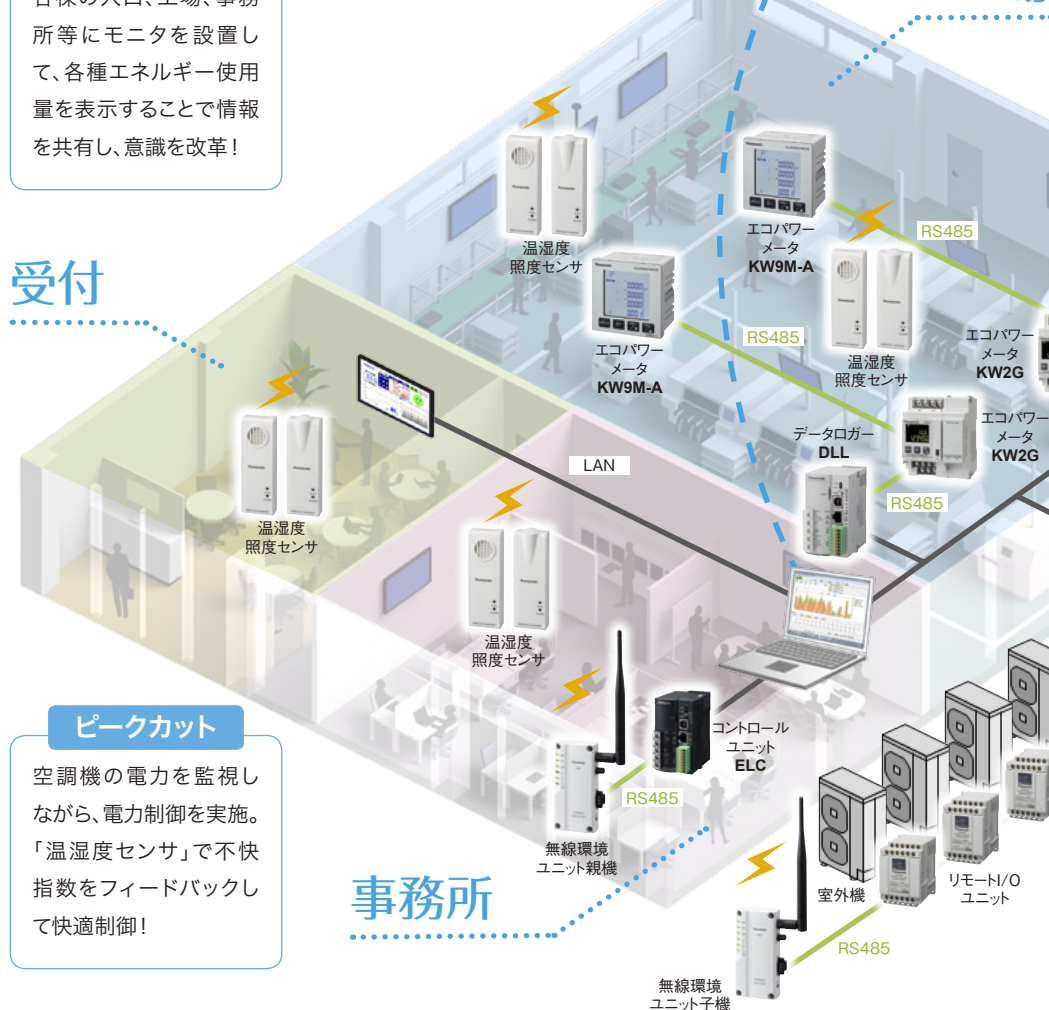 所等にモニタを設置し
て、各種エネルギー使用
量を表示することで情報
を共有し、意識を改革！
受付
温湿度
照度センサ
エコパワー
メータ
KW9M-A
RS485
エコパワー
メータ
KW9M-A
RS485
温湿度
照度センサ
エコパワー
メータ
KW2G
エコパワー
メータ
KW2G
データロガー
DLL
RS485
LAN
温湿度
照度センサ
温湿度
照度センサ
コントロール
ユニット
ELC
RS485
無線環境
ユニット親機
ピークカット
空調機の電力を監視し
ながら、電力制御を実施。
「温湿度センサ」で不快
指数をフィードバックし
て快適制御！
事務所
室外機
リモートI/O
ユニット
RS485
無線環境
ユニット子機